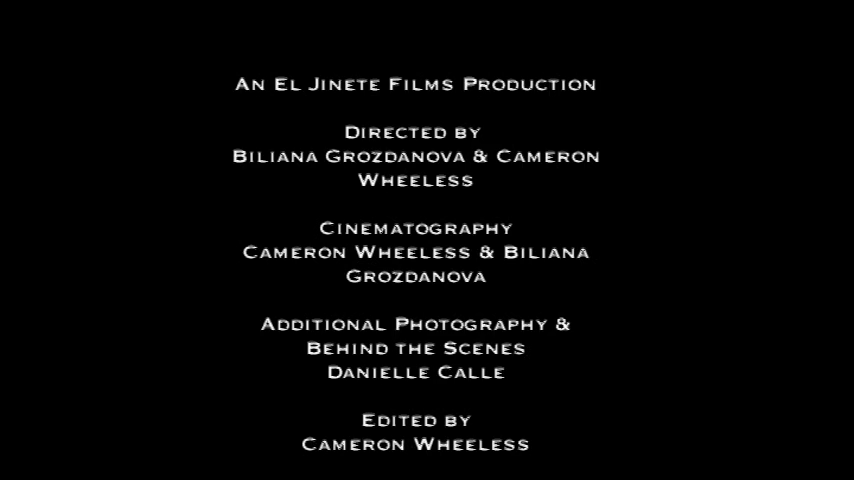 An El Jinete Films Production
Directed by
Biliana Grozdanova & Cameron
Wheeless
Cinematography
Cameron Wheeless & Biliana
Grozdanova
Additional Photography &
Behind the Scenes
Danielle Calle
Edited by
Cameron Wheeless